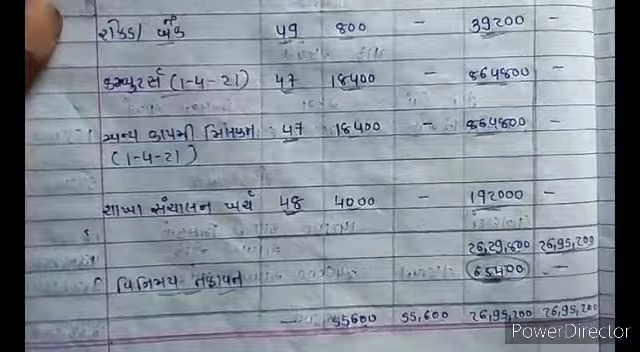 રોકડ / બેંક 49 800 - 39200 -
કમ્પ્યુટર્સ (1-4-21) 47 18400 - 864800 -
અન્ય કાયમી મિલકત 47 18400 - 864800 -
(1-4-21)
શાખા સંચાલન ખર્ચ 48 4000 - 192000 -
26,29,800 26,95,200
વિનિમય તફાવત 65400 -
- 55600 55,600 26,95,200 26,95,200
PowerDirector